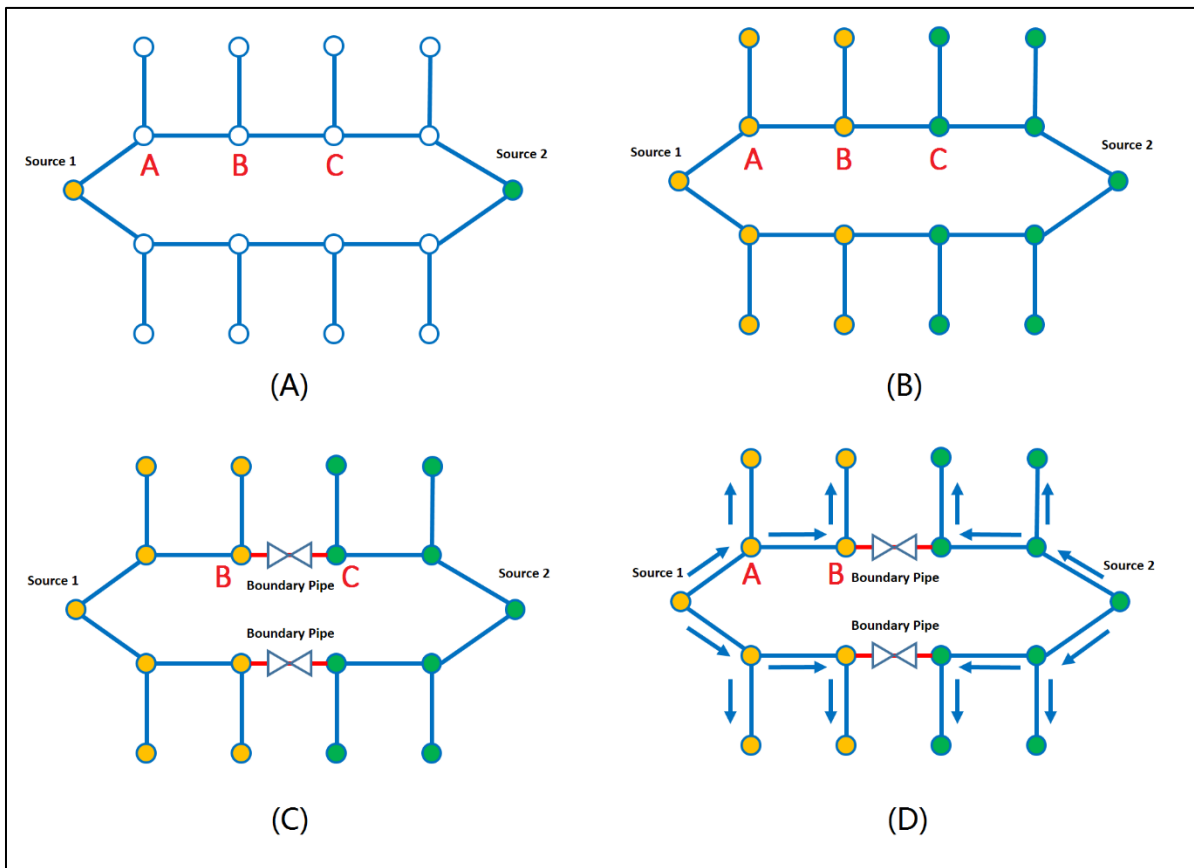 Source 1
Source 2
A B C
(A)
Source 1
Source 2
A B C
(B)
B C
Boundary Pipe
Source 1
Source 2
Boundary Pipe
(C)
A B
Boundary Pipe
Source 1
Source 2
Boundary Pipe
(D)